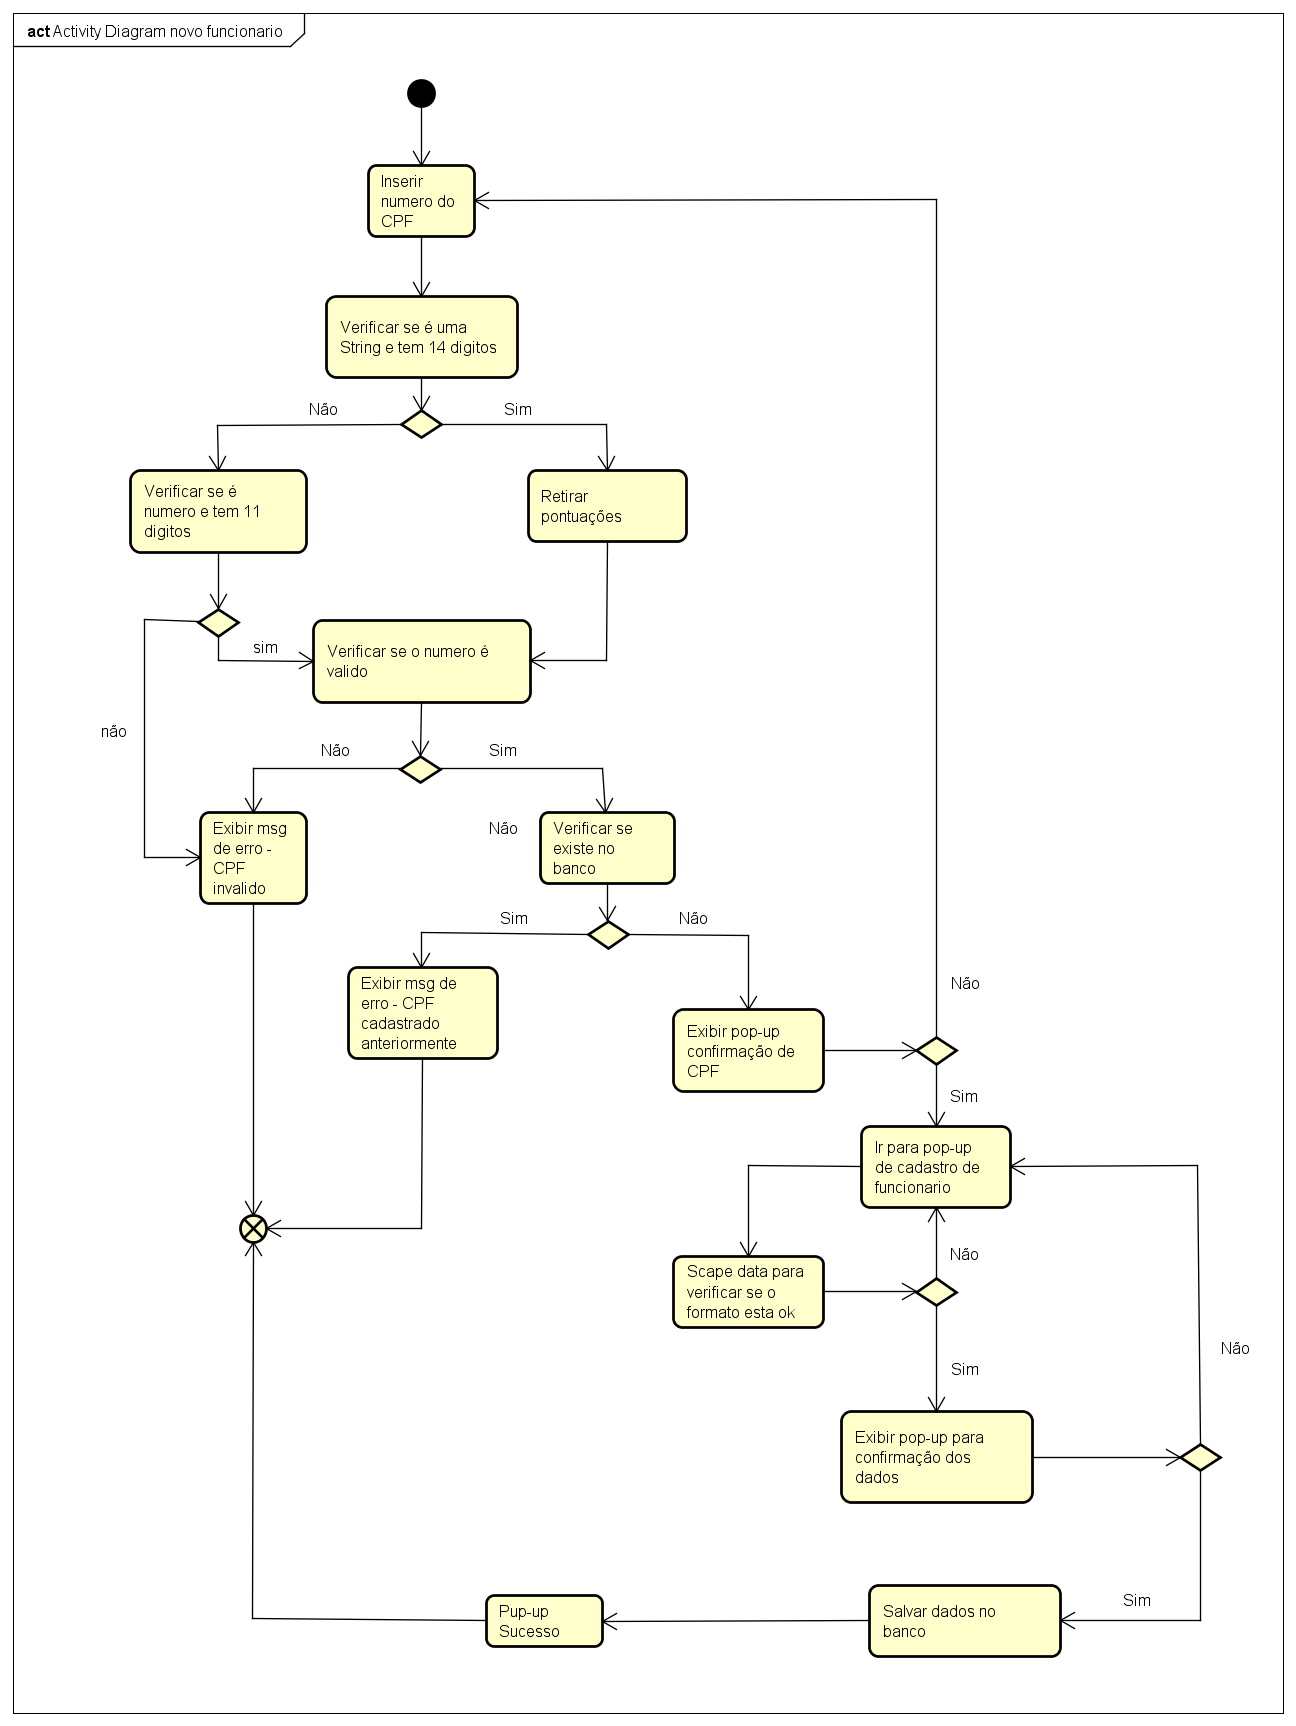 act Activity Diagram novo funcionario
Inserir
numero do
CPF
Verificar se é uma
String e tem 14 digitos
Não
Sim
Verificar se é
numero e tem 11
digitos
Retirar
pontuações
sim
Verificar se o numero é
valido
não
Não
Sim
Exibir msg
de erro -
CPF
invalido
Não
Verificar se
existe no
banco
Sim
Não
Exibir msg de
erro - CPF
cadastrado
anteriormente
Não
Exibir pop-up
confirmação de
CPF
Sim
Ir para pop-up
de cadastro de
funcionario
Não
Scape data para
verificar se o
formato esta ok
Sim
Não
Exibir pop-up para
confirmação dos
dados
Sim
Salvar dados no
banco
Pup-up
Sucesso